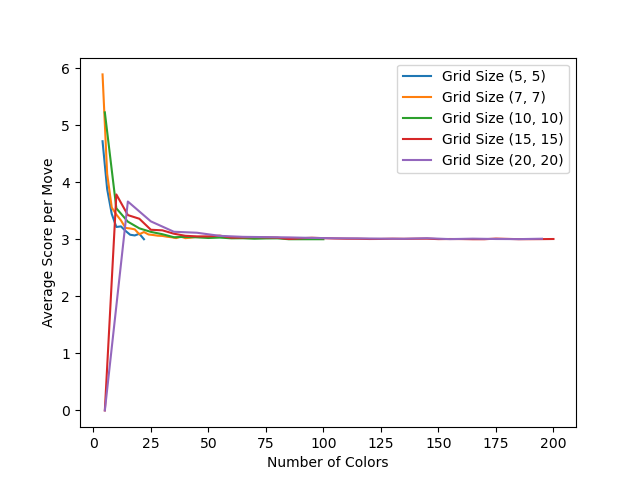 6
5
4
3
2
1
0
Average Score per Move
0 25 50 75 100 125 150 175 200
Number of Colors
Grid Size (5, 5)
Grid Size (7, 7)
Grid Size (10, 10)
Grid Size (15, 15)
Grid Size (20, 20)